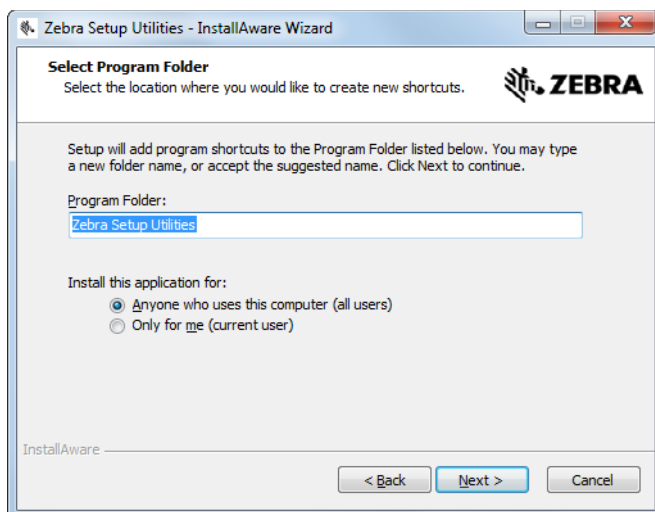 Zebra Setup Utilities - InstallAware Wizard
Select Program Folder
Select the location where you would like to create new shortcuts.
ZEBRA
Setup will add program shortcuts to the Program Folder listed below. You may type
a new folder name, or accept the suggested name. Click Next to continue.
Program Folder:
Zebra Setup Utilities
Install this application for:
Anyone who uses this computer (all users)
Only for me (current user)
InstallAware
< Back
Next >
Cancel